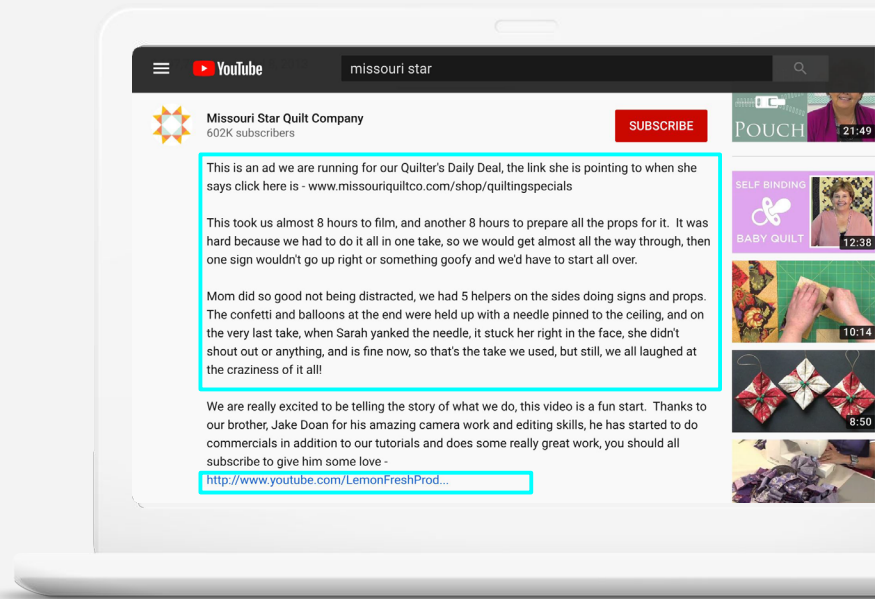 YouTube
missouri star
Missouri Star Quilt Company
602K subscribers
SUBSCRIBE
This is an ad we are running for our Quilter's Daily Deal, the link she is pointing to when she
says click here is - www.missouriquiltco.com/shop/quiltingspecials
This took us almost 8 hours to film, and another 8 hours to prepare all the props for it. It was
hard because we had to do it all in one take, so we would get almost all the way through, then
one sign wouldn't go up right or something goofy and we'd have to start all over.
Mom did so good not being distracted, we had 5 helpers on the sides doing signs and props.
The confetti and balloons at the end were held up with a needle pinned to the ceiling, and on
the very last take, when Sarah yanked the needle, it stuck her right in the face, she didn't
shout out or anything, and is fine now, so that's the take we used, but still, we all laughed at
the craziness of it all!
We are really excited to be telling the story of what we do, this video is a fun start. Thanks to
our brother, Jake Doan for his amazing camera work and editing skills, he has started to do
commercials in addition to our tutorials and does some really great work, you should all
subscribe to give him some love -
http://www.youtube.com/LemonFreshProd...
POUCH
21:49
SELF BINDING
BABY QUILT
12:38
10:14
8:50